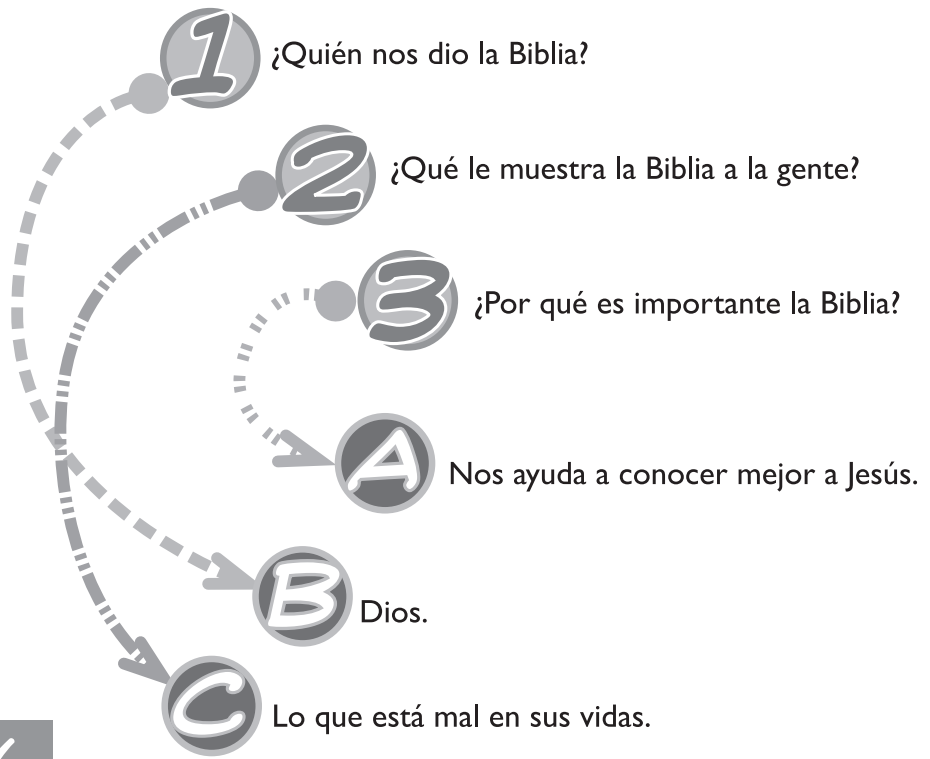 1 ¿Quién nos dio la Biblia?
2 ¿Qué le muestra la Biblia a la gente?
3 ¿Por qué es importante la Biblia?
A Nos ayuda a conocer mejor a Jesús.
B Dios.
C Lo que está mal en sus vidas.